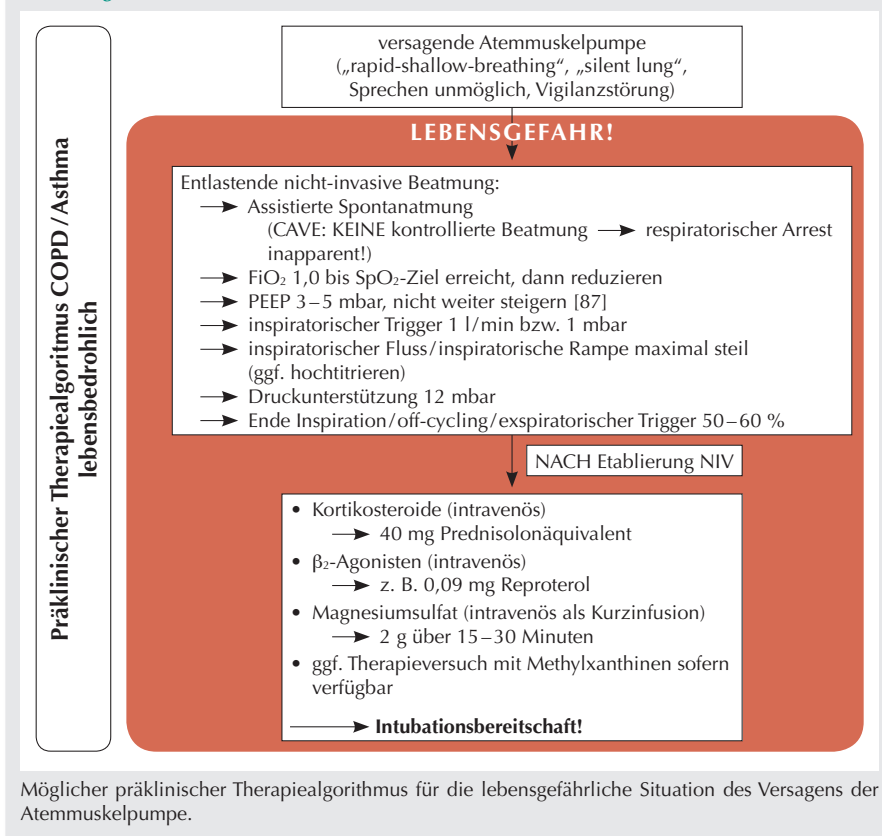 Präklinischer Therapiealgoritmus COPD / Asthma
lebensbedrohlich
versagende Atemmuskelpumpe
(„rapid-shallow-breathing“, „silent lung“,
Sprechen unmöglich, Vigilanzstörung)
LEBENSGEFAHR!
Entlastende nicht-invasive Beatmung:
→ Assistierte Spontanatmung
(CAVE: KEINE kontrollierte Beatmung → respiratorischer Arrest
inapparent!)
→ FiO₂ 1,0 bis SpO₂-Ziel erreicht, dann reduzieren
→ PEEP 3–5 mbar, nicht weiter steigern [87]
→ inspiratorischer Trigger 1 l/min bzw. 1 mbar
→ inspiratorischer Fluss/inspiratorische Rampe maximal steil
(ggf. hochtitrieren)
→ Druckunterstützung 12 mbar
→ Ende Inspiration/off-cycling/exspiratorischer Trigger 50–60 %
NACH Etablierung NIV
• Kortikosteroide (intravenös)
→ 40 mg Prednisolonäquivalent
• β₂-Agonisten (intravenös)
→ z. B. 0,09 mg Reproterol
• Magnesiumsulfat (intravenös als Kurzinfusion)
→ 2 g über 15–30 Minuten
• ggf. Therapieversuch mit Methylxanthinen sofern
verfügbar
→ Intubationsbereitschaft!
Möglicher präklinischer Therapiealgorithmus für die lebensgefährliche Situation des Versagens der
Atemmuskelpumpe.